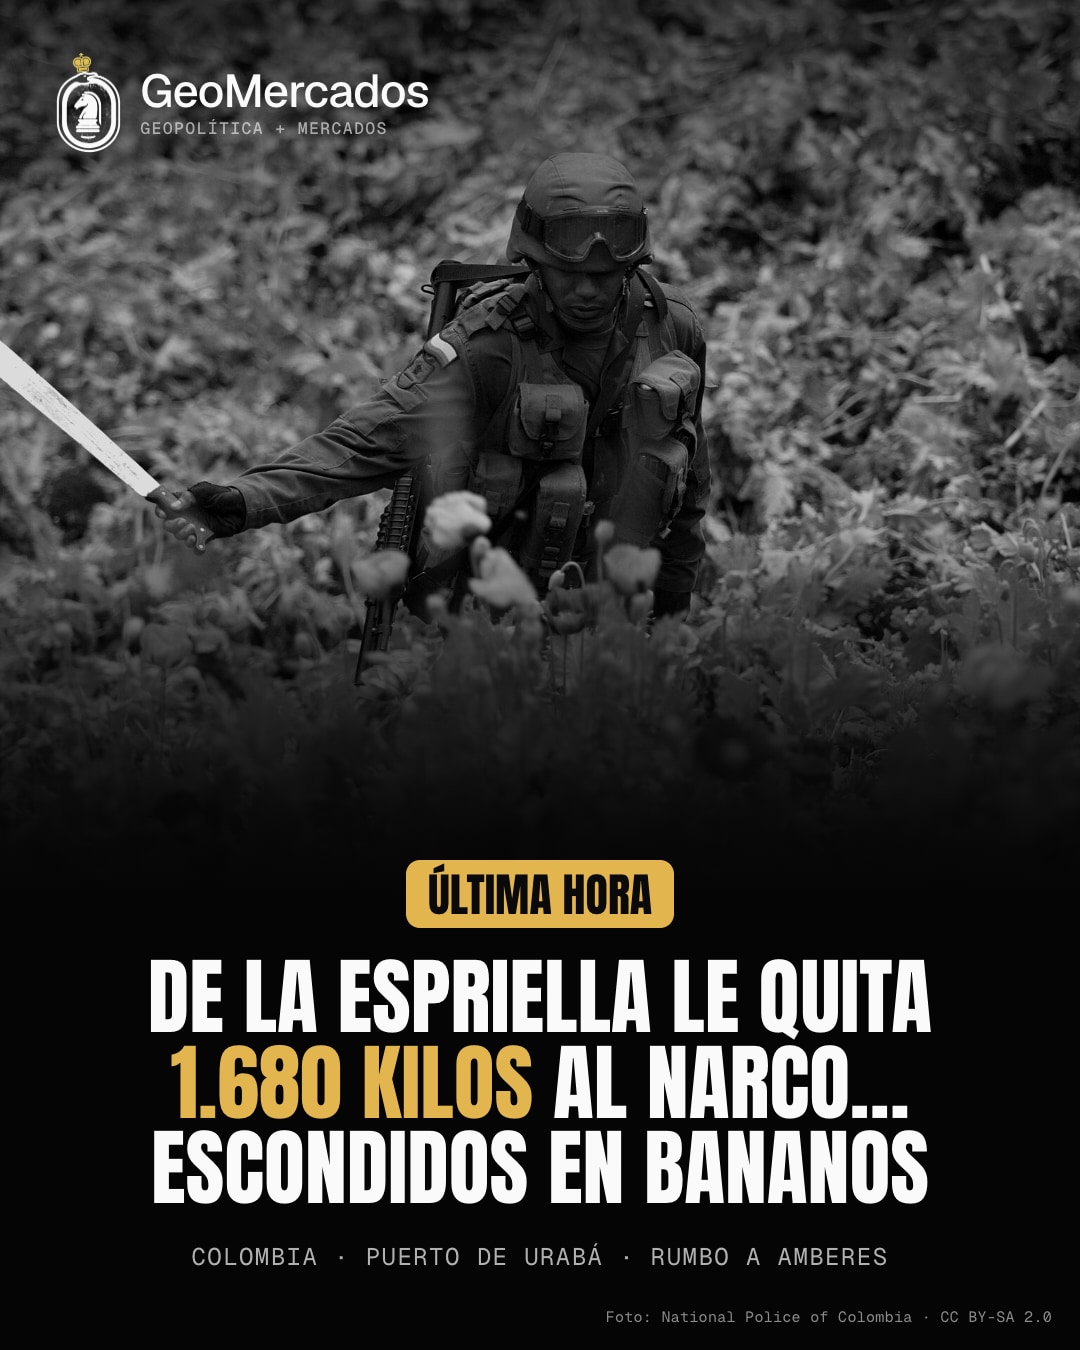 GeoMercados
GEOPOLÍTICA + MERCADOS
ÚLTIMA HORA
DE LA ESPRIELLA LE QUITA
1.680 KILOS AL NARCO...
ESCONDIDOS EN BANANOS
COLOMBIA · PUERTO DE URABÁ · RUMBO A AMBERES
Foto: National Police of Colombia · CC BY-SA 2.0